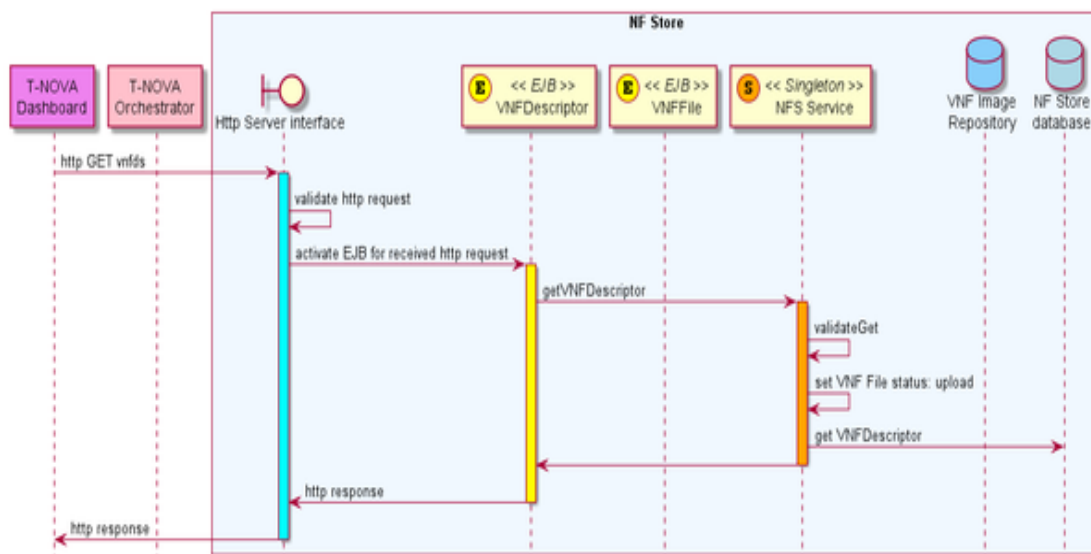 NF Store
T-NOVA
Dashboard
T-NOVA
Orchestrator
Http Server interface
E
<< EJB >>
VNFDescriptor
E
<< EJB >>
VNFFile
S
<< Singleton >>
NFS Service
VNF Image
Repository
NF Store
database
http GET vnfds
validate http request
activate EJB for received http request
getVNFDescriptor
validateGet
set VNF File status: upload
get VNFDescriptor
http response
http response